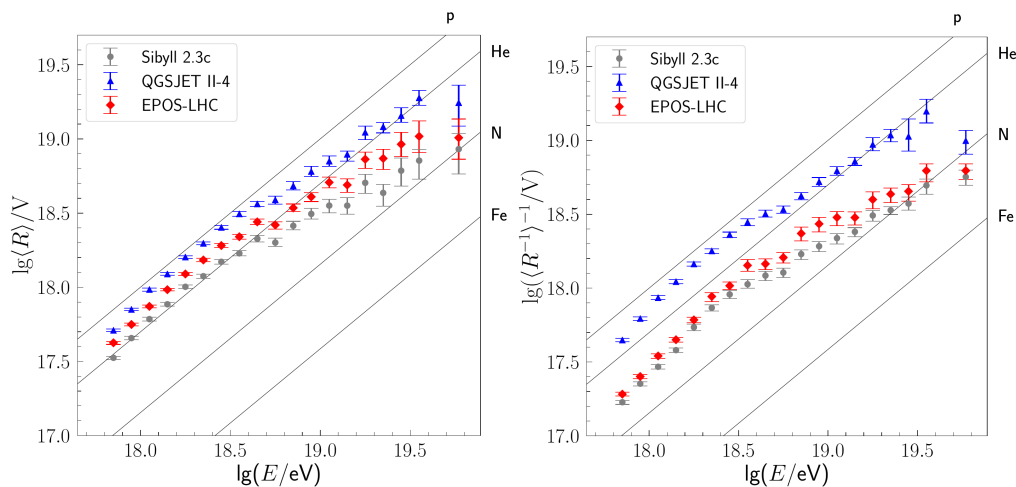 p
He
N
Fe
Sibyll 2.3c
QGSJET II-4
EPOS-LHC
19.5
19.0
18.5
18.0
17.5
17.0
lg⟨R⟩/V
18.0 18.5 19.0 19.5
lg(E/eV)
p
He
N
Fe
Sibyll 2.3c
QGSJET II-4
EPOS-LHC
19.5
19.0
18.5
18.0
17.5
17.0
lg(⟨R⁻¹⟩⁻¹/V)
18.0 18.5 19.0 19.5
lg(E/eV)